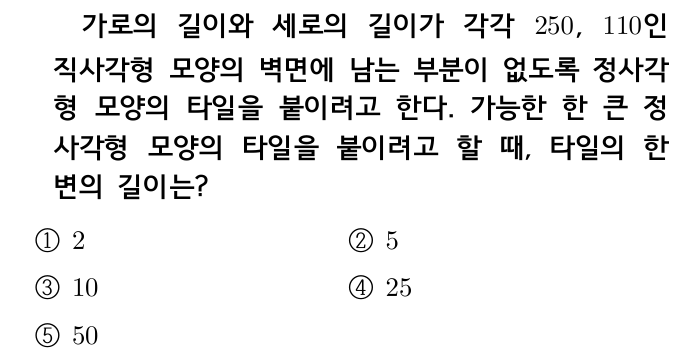 가로의 길이와 세로의 길이가 각각 250, 110인
직사각형 모양의 벽면에 남는 부분이 없도록 정사각
형 모양의 타일을 붙이려고 한다. 가능한 한 큰 정
사각형 모양의 타일을 붙이려고 할 때, 타일의 한
변의 길이는?
① 2 ② 5
③ 10 ④ 25
⑤ 50